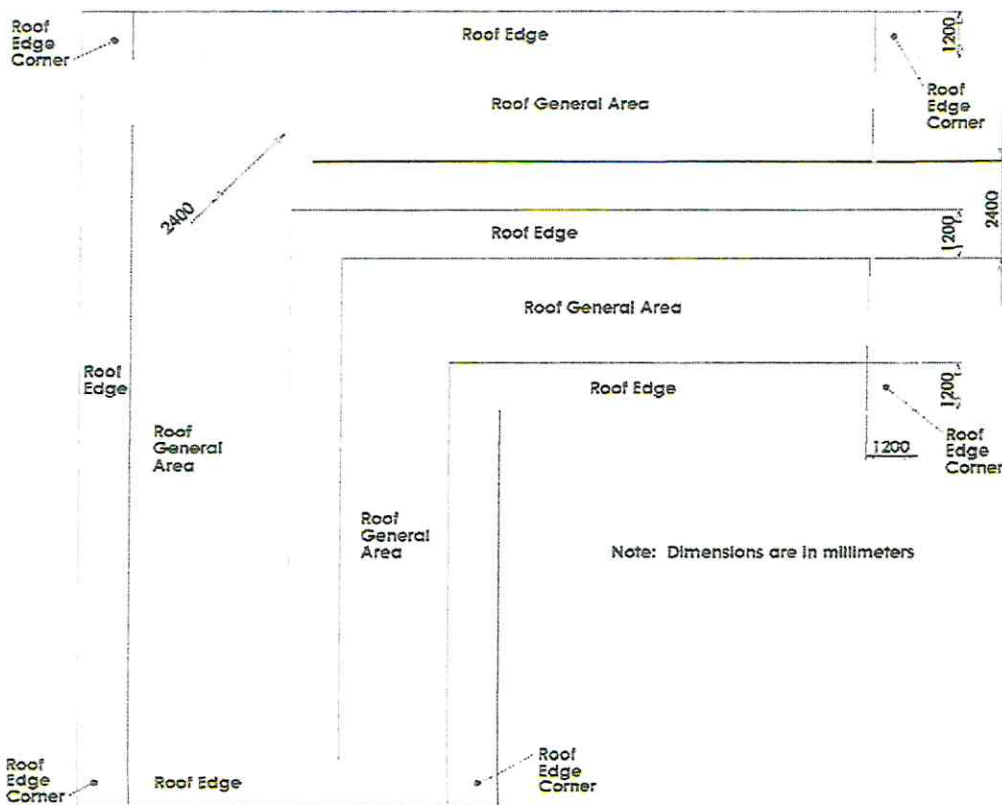 Roof
Edge
Corner
Roof Edge
1200
Roof
Edge
Corner
Roof General Area
2400
2400
1200
Roof Edge
Roof General Area
Roof
Edge
Roof Edge
1200
Roof
General
Area
1200
Roof
Edge
Corner
Roof
General
Area
Note: Dimensions are in millimeters
Roof
Edge
Corner
Roof Edge
Roof
Edge
Corner